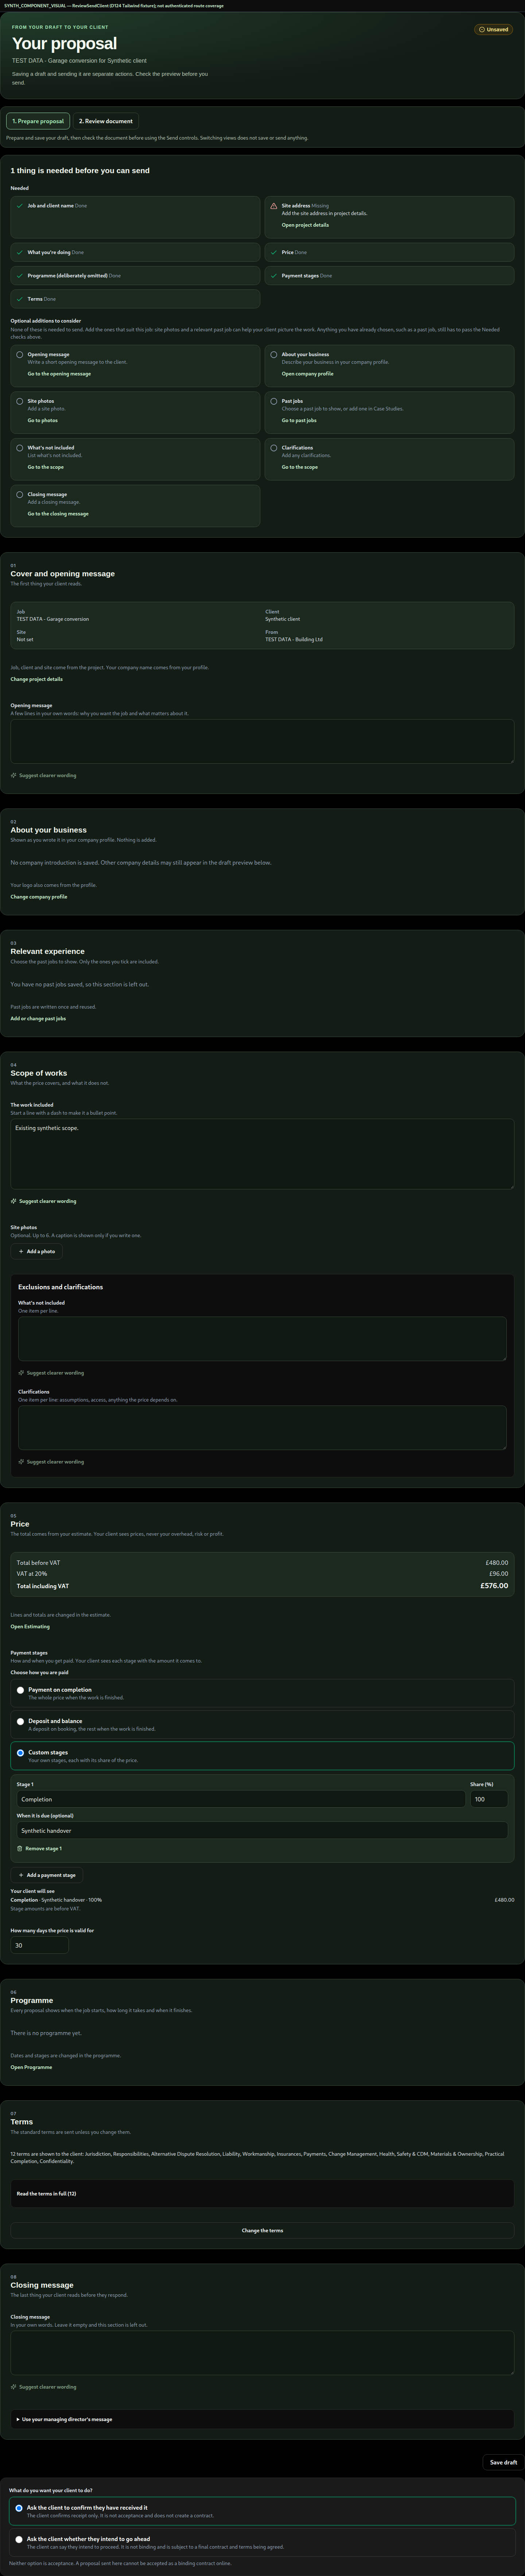 SYNTH_COMPONENT_VISUAL — ReviewSendClient (D124 Tailwind fixture); not authenticated route coverage
FROM YOUR DRAFT TO YOUR CLIENT
Unsaved
Your proposal
TEST DATA - Garage conversion for Synthetic client
Saving a draft and sending it are separate actions. Check the preview before you
send.
1. Prepare proposal
2. Review document
Prepare and save your draft, then check the document before using the Send controls. Switching views does not save or send anything.
1 thing is needed before you can send
Needed
Job and client name Done
Site address Missing
Add the site address in project details.
Open project details
What you're doing Done
Price Done
Programme (deliberately omitted) Done
Payment stages Done
Terms Done
Optional additions to consider
None of these is needed to send. Add the ones that suit this job: site photos and a relevant past job can help your client picture the work. Anything you have already chosen, such as a past job, still has to pass the Needed
checks above.
Opening message
Write a short opening message to the client.
Go to the opening message
About your business
Describe your business in your company profile.
Open company profile
Site photos
Add a site photo.
Go to photos
Past jobs
Choose a past job to show, or add one in Case Studies.
Go to past jobs
What's not included
List what's not included.
Go to the scope
Clarifications
Add any clarifications.
Go to the scope
Closing message
Add a closing message.
Go to the closing message
01
Cover and opening message
The first thing your client reads.
Job
TEST DATA - Garage conversion
Client
Synthetic client
Site
Not set
From
TEST DATA - Building Ltd
Job, client and site come from the project. Your company name comes from your profile.
Change project details
Opening message
A few lines in your own words: why you want the job and what matters about it.
Suggest clearer wording
02
About your business
Shown as you wrote it in your company profile. Nothing is added.
No company introduction is saved. Other company details may still appear in the draft preview below.
Your logo also comes from the profile.
Change company profile
03
Relevant experience
Choose the past jobs to show. Only the ones you tick are included.
You have no past jobs saved, so this section is left out.
Past jobs are written once and reused.
Add or change past jobs
04
Scope of works
What the price covers, and what it does not.
The work included
Start a line with a dash to make it a bullet point.
Existing synthetic scope.
Suggest clearer wording
Site photos
Optional. Up to 6. A caption is shown only if you write one.
Add a photo
Exclusions and clarifications
What's not included
One item per line.
Suggest clearer wording
Clarifications
One item per line: assumptions, access, anything the price depends on.
Suggest clearer wording
05
Price
The total comes from your estimate. Your client sees prices, never your overhead, risk or profit.
Total before VAT £480.00
VAT at 20% £96.00
Total including VAT £576.00
Lines and totals are changed in the estimate.
Open Estimating
Payment stages
How and when you get paid. Your client sees each stage with the amount it comes to.
Choose how you are paid
Payment on completion
The whole price when the work is finished.
Deposit and balance
A deposit on booking, the rest when the work is finished.
Custom stages
Your own stages, each with its share of the price.
Stage 1 Share (%)
Completion 100
When it is due (optional)
Synthetic handover
Remove stage 1
Add a payment stage
Your client will see
Completion · Synthetic handover · 100% £480.00
Stage amounts are before VAT.
How many days the price is valid for
30
06
Programme
Every proposal shows when the job starts, how long it takes and when it finishes.
There is no programme yet.
Dates and stages are changed in the programme.
Open Programme
07
Terms
The standard terms are sent unless you change them.
12 terms are shown to the client: Jurisdiction, Responsibilities, Alternative Dispute Resolution, Liability, Workmanship, Insurances, Payments, Change Management, Health, Safety & CDM, Materials & Ownership, Practical
Completion, Confidentiality.
Read the terms in full (12)
Change the terms
08
Closing message
The last thing your client reads before they respond.
Closing message
In your own words. Leave it empty and this section is left out.
Suggest clearer wording
Use your managing director's message
Save draft
What do you want your client to do?
Ask the client to confirm they have received it
The client confirms receipt only. It is not acceptance and does not create a contract.
Ask the client whether they intend to go ahead
The client can say they intend to proceed. It is not binding and is subject to a final contract and terms being agreed.
Neither option is acceptance. A proposal sent here cannot be accepted as a binding contract online.